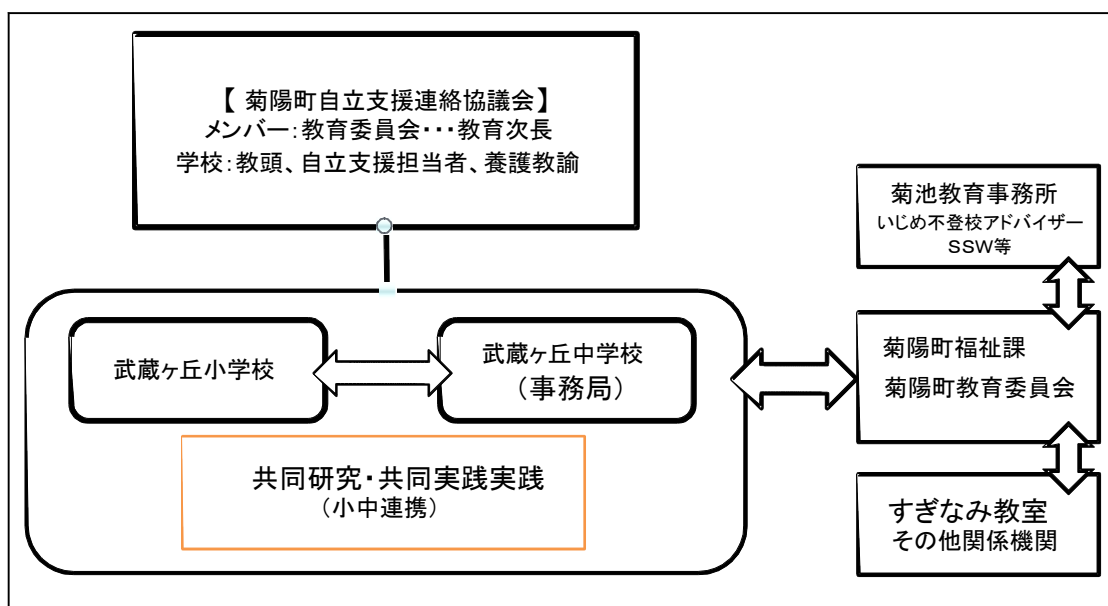 【 菊陽町自立支援連絡協議会】
メンバー:教育委員会・・・教育次長
学校:教頭、自立支援担当者、養護教諭
菊池教育事務所
いじめ不登校アドバイザー
SSW等
武蔵ヶ丘小学校
武蔵ヶ丘中学校
(事務局)
菊陽町福祉課
菊陽町教育委員会
共同研究・共同実践実践
(小中連携)
すぎなみ教室
その他関係機関